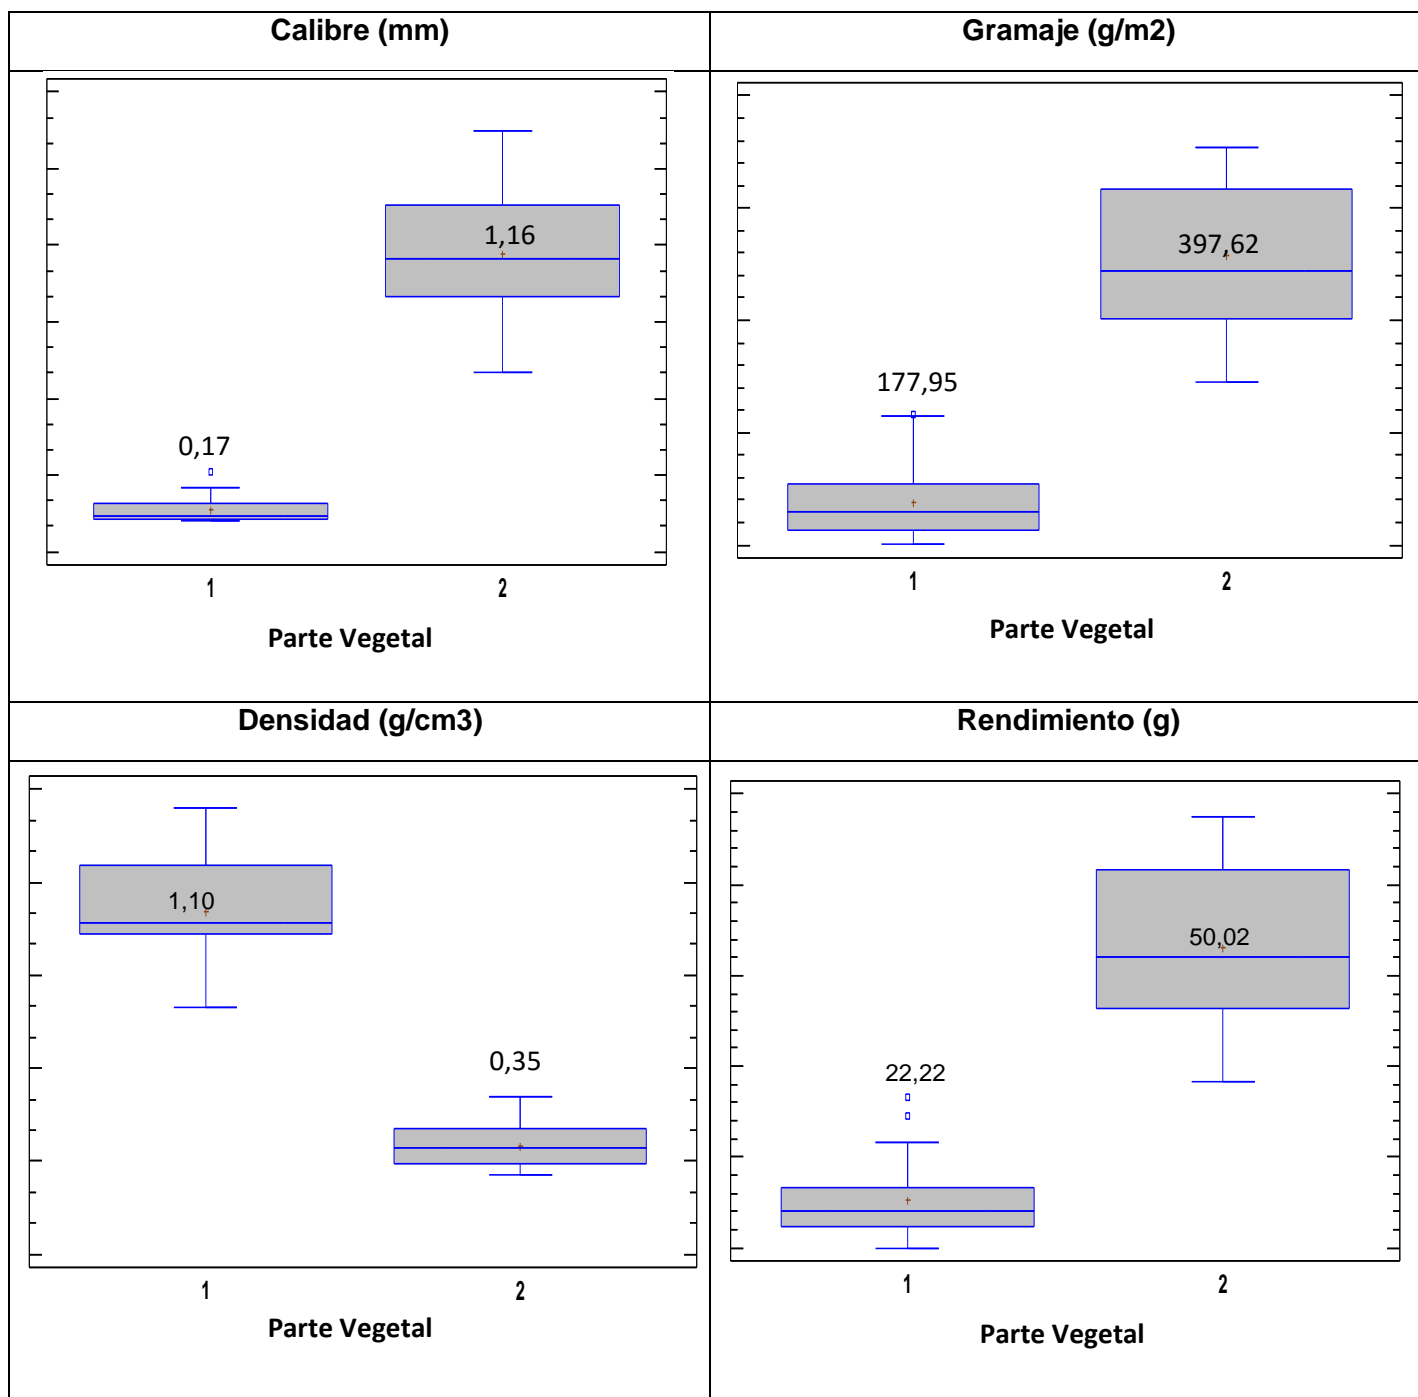 Calibre (mm)
Gramaje (g/m2)
1,16
0,17
1
2
Parte Vegetal
397,62
177,95
1
2
Parte Vegetal
Densidad (g/cm3)
Rendimiento (g)
1,10
0,35
1
2
Parte Vegetal
50,02
22,22
1
2
Parte Vegetal